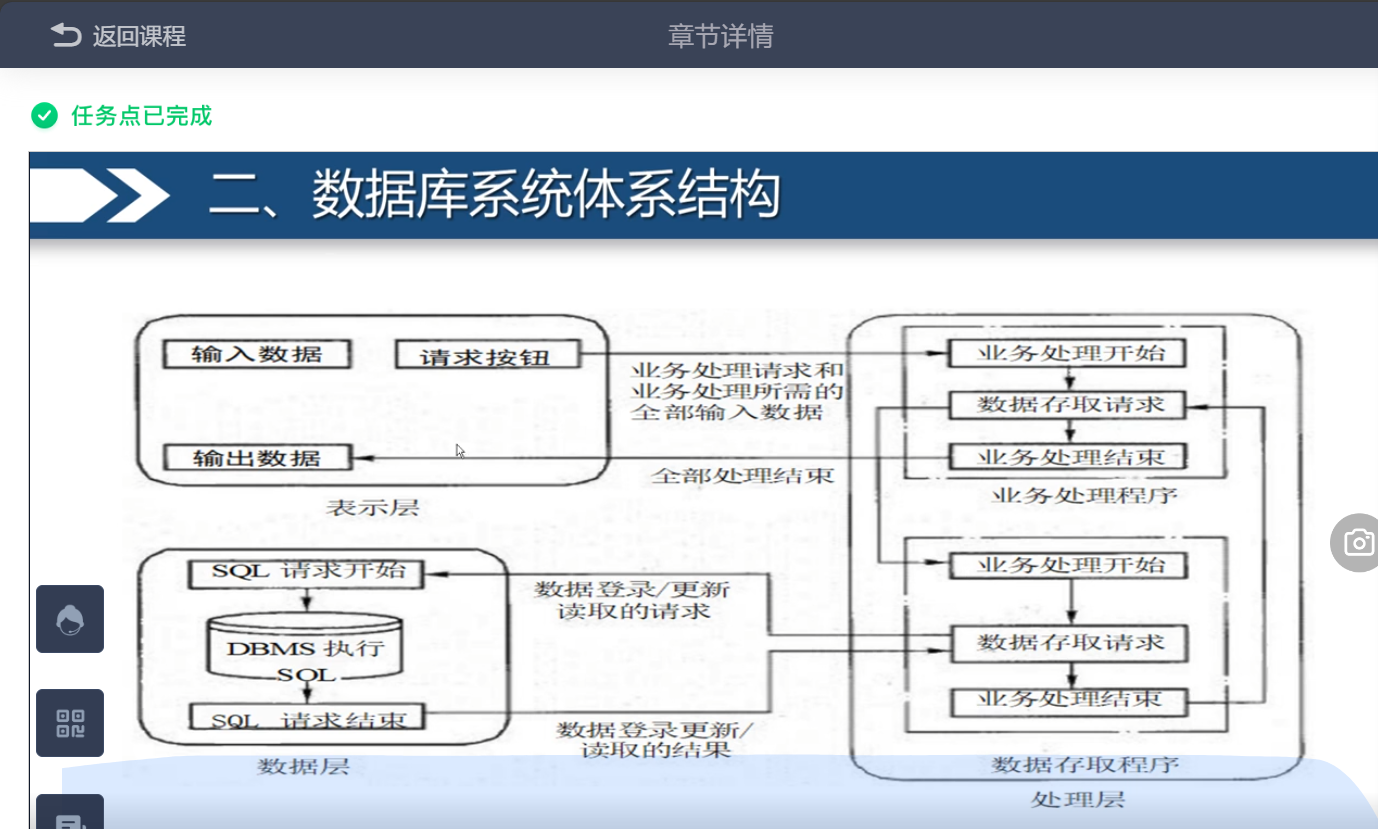 返回课程
章节详情
任务点已完成
二、数据库系统体系结构
输入数据
请求按钮
输出数据
表示层
业务处理请求和
业务处理所需的
全部输入数据
全部处理结束
业务处理开始
数据存取请求
业务处理结束
业务处理程序
SQL 请求开始
DBMS 执行
SQL
SQL 请求结束
数据层
数据登录/更新
读取的请求
数据登录更新/
读取的结果
业务处理开始
数据存取请求
业务处理结束
数据存取程序
处理层